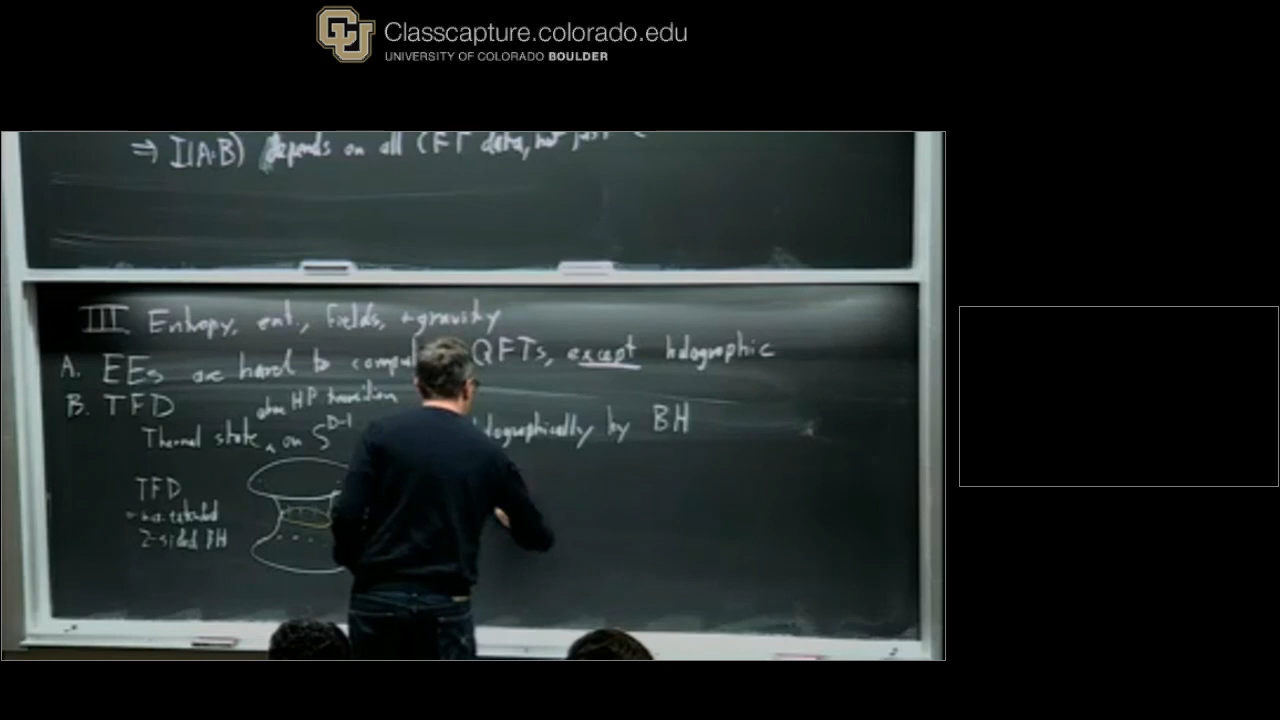 Classcapture.colorado.edu
UNIVERSITY OF COLORADO BOULDER
⇒ I(A:B) depends on all CFT data, not just c
III. Entropy, ent., fields, + gravity
A. EEs are hard to compu QFTs, except holographic
B. TFD
above HP transition
Thermal state, on S^{D-1} lographically by BH
TFD
= max. extended
2-sided BH